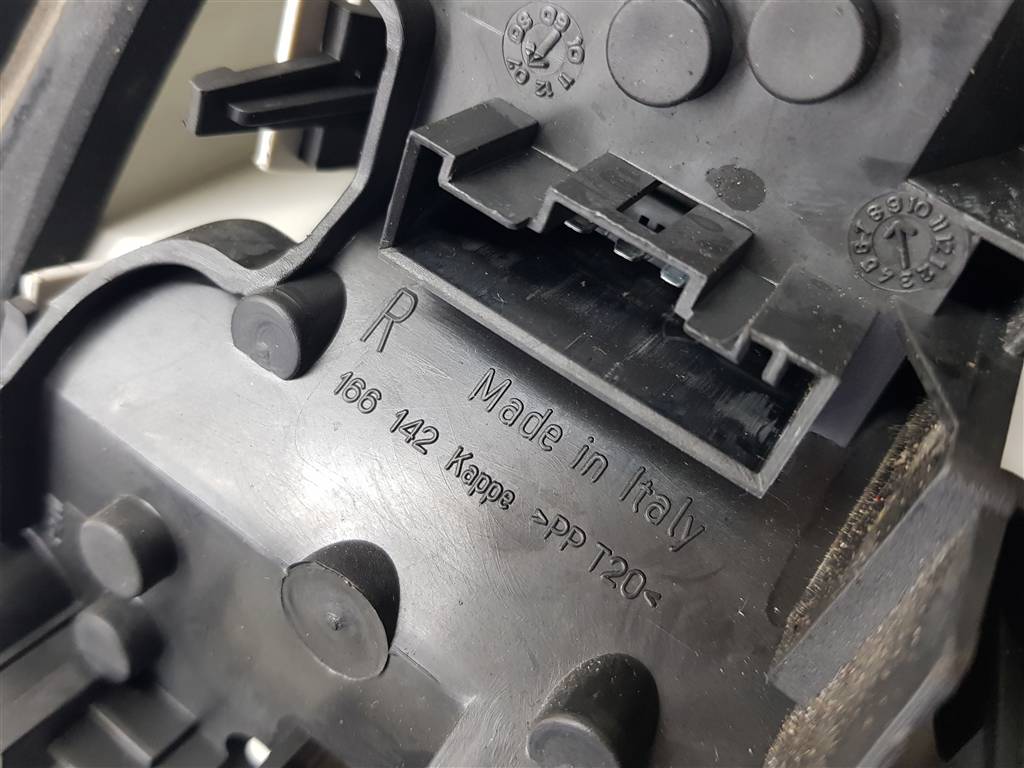 R
Made in Italy
166 142 Kappe >PP T20<